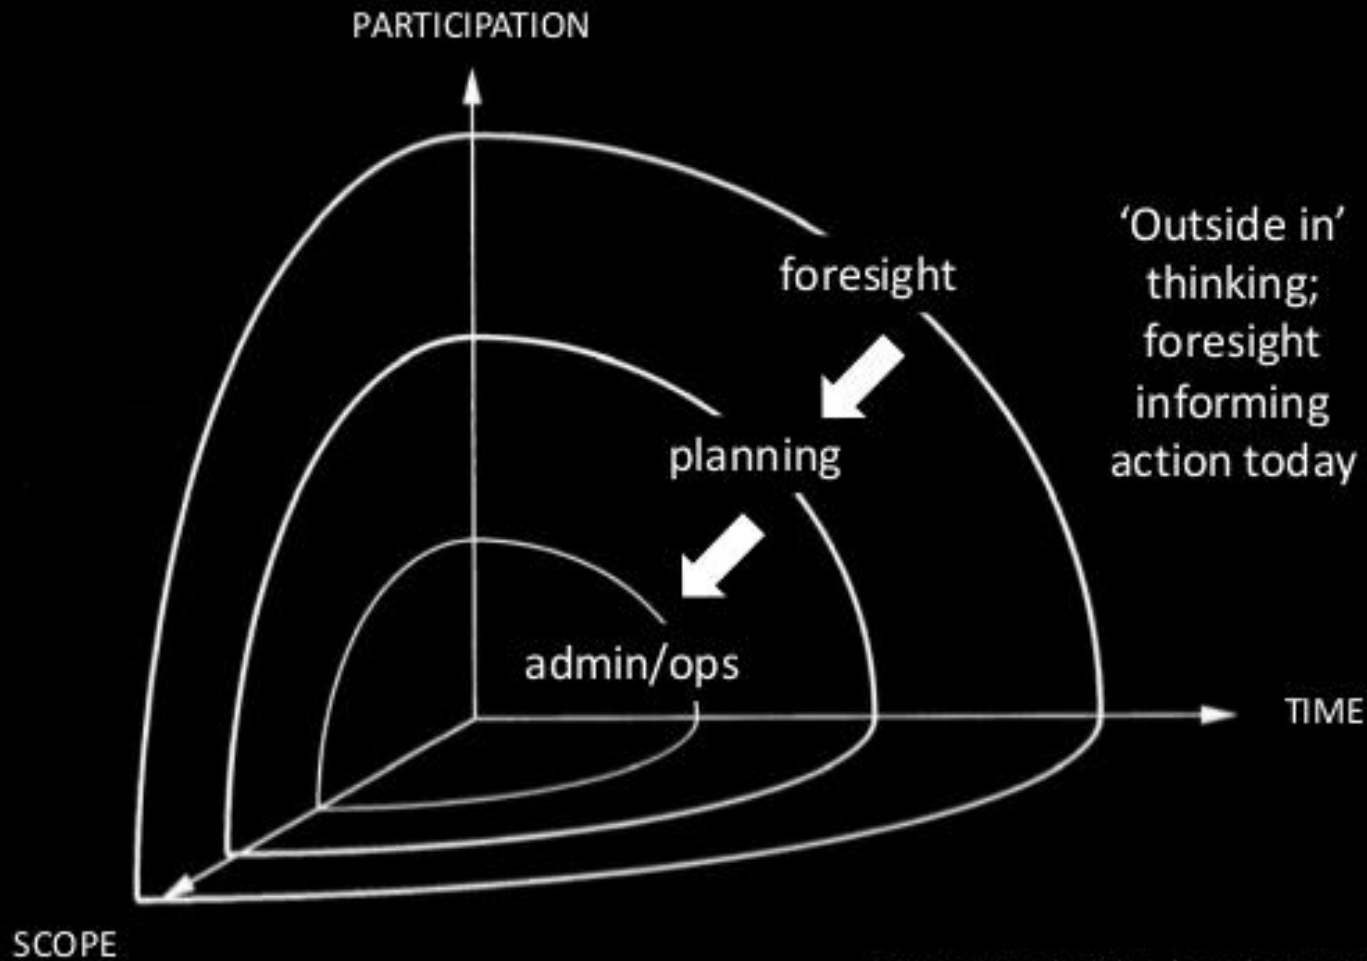 PARTICIPATION
‘Outside in’
thinking;
foresight
informing
action today
foresight
planning
admin/ops
TIME
SCOPE